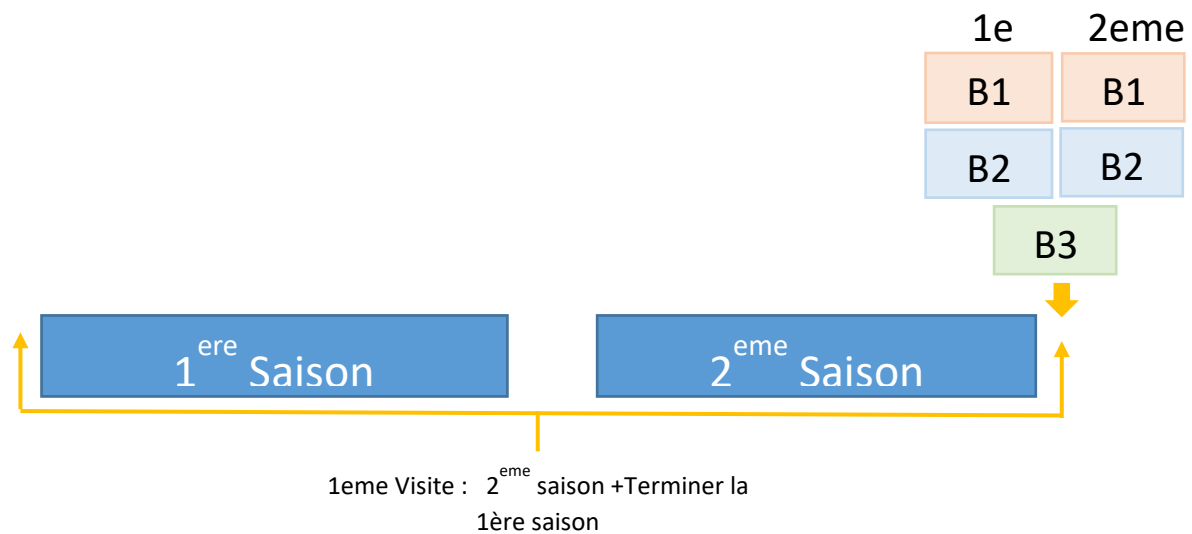 1e 2eme
B1 B1
B2 B2
B3
1ere Saison 2eme Saison
1eme Visite : 2eme saison +Terminer la
1ère saison